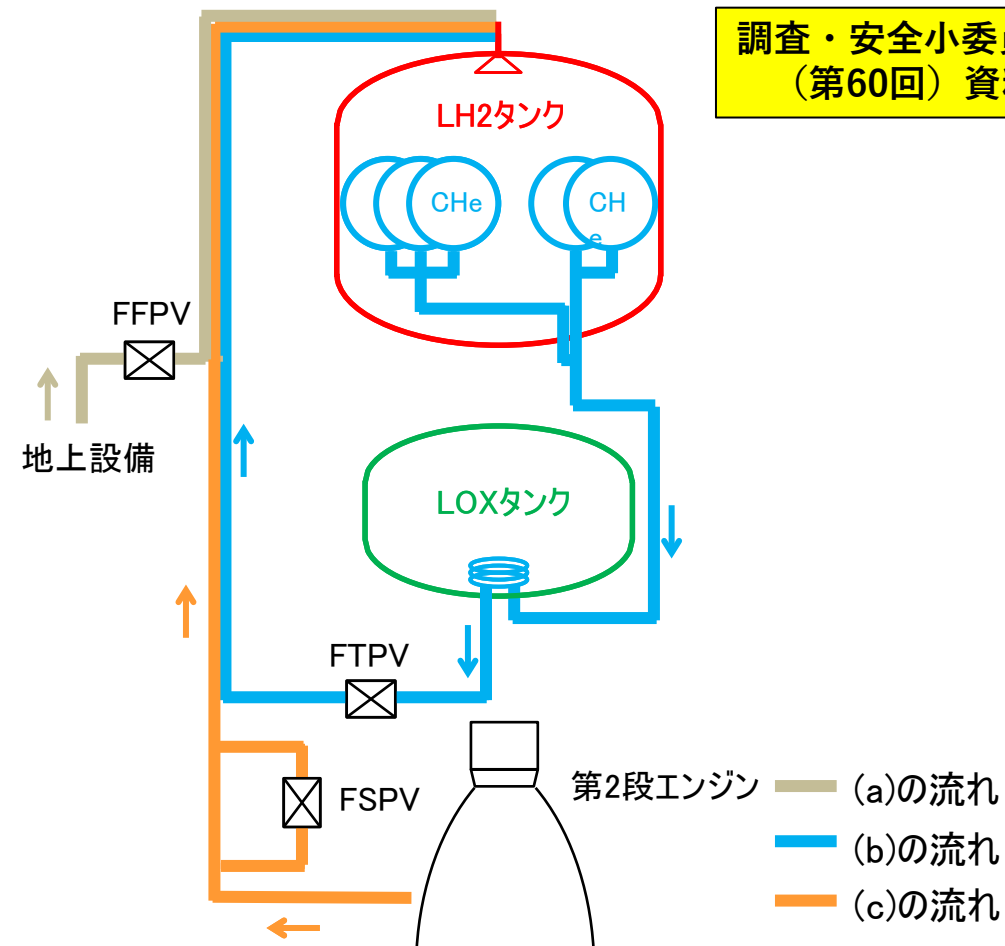 調査・安全小委
（第60回）資
LH2タンク
CHe
CH
e
FFPV
地上設備
LOXタンク
FTPV
FSPV
第2段エンジン
(a)の流れ
(b)の流れ
(c)の流れ